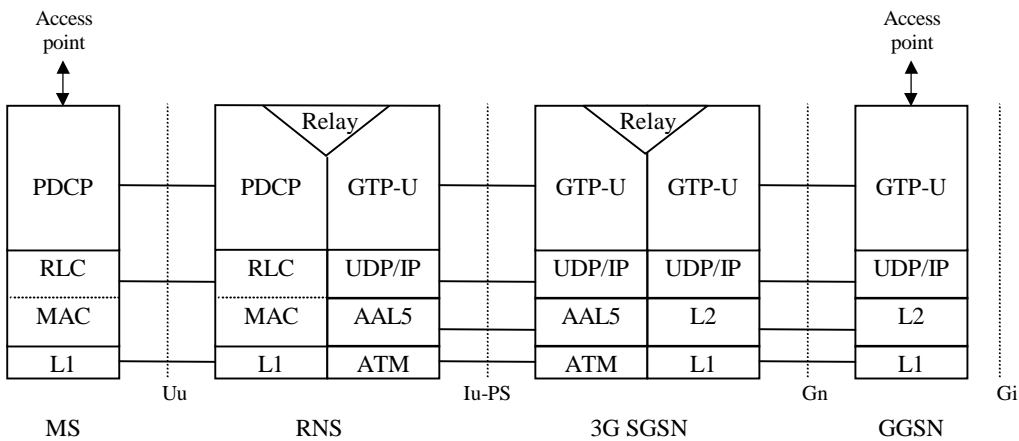 Access
point
Access
point
Relay
Relay
PDCP
PDCP
GTP-U
GTP-U
GTP-U
GTP-U
RLC
RLC
UDP/IP
UDP/IP
UDP/IP
UDP/IP
MAC
MAC
AAL5
AAL5
L2
L2
L1
L1
ATM
ATM
L1
L1
Uu
Iu-PS
Gn
Gi
MS
RNS
3G SGSN
GGSN